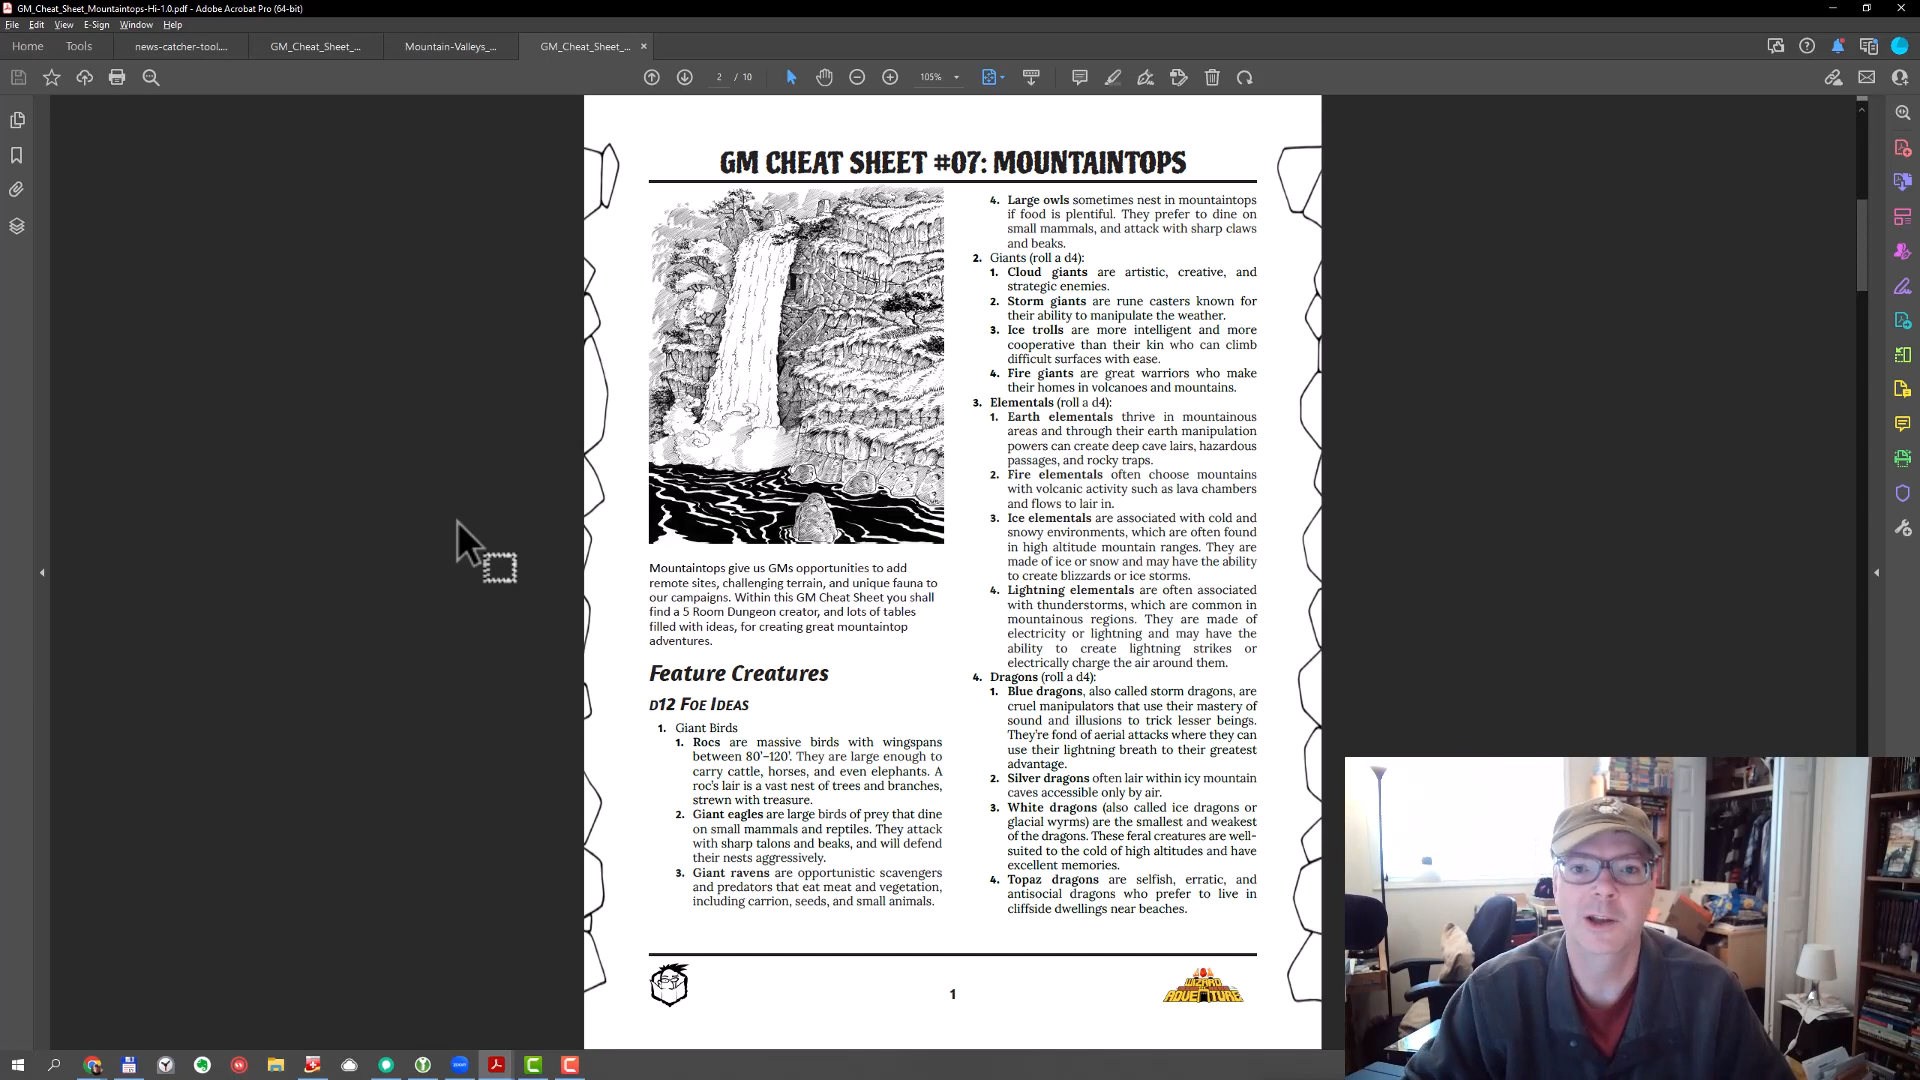 GM_Cheat_Sheet_Mountaintops-Hi-1.0.pdf - Adobe Acrobat Pro (64-bit)
File Edit View E-Sign Window Help
Home Tools news-catcher-tool.... GM_Cheat_Sheet_... Mountain-Valleys_... GM_Cheat_Sheet_...
2 / 10 105%
GM CHEAT SHEET #07: MOUNTAINTOPS
Mountaintops give us GMs opportunities to add
remote sites, challenging terrain, and unique fauna to
our campaigns. Within this GM Cheat Sheet you shall
find a 5 Room Dungeon creator, and lots of tables
filled with ideas, for creating great mountaintop
adventures.
Feature Creatures
D12 FOE IDEAS
1. Giant Birds
1. Rocs are massive birds with wingspans
between 80'–120'. They are large enough to
carry cattle, horses, and even elephants. A
roc's lair is a vast nest of trees and branches,
strewn with treasure.
2. Giant eagles are large birds of prey that dine
on small mammals and reptiles. They attack
with sharp talons and beaks, and will defend
their nests aggressively.
3. Giant ravens are opportunistic scavengers
and predators that eat meat and vegetation,
including carrion, seeds, and small animals.
4. Large owls sometimes nest in mountaintops
if food is plentiful. They prefer to dine on
small mammals, and attack with sharp claws
and beaks.
2. Giants (roll a d4):
1. Cloud giants are artistic, creative, and
strategic enemies.
2. Storm giants are rune casters known for
their ability to manipulate the weather.
3. Ice trolls are more intelligent and more
cooperative than their kin who can climb
difficult surfaces with ease.
4. Fire giants are great warriors who make
their homes in volcanoes and mountains.
3. Elementals (roll a d4):
1. Earth elementals thrive in mountainous
areas and through their earth manipulation
powers can create deep cave lairs, hazardous
passages, and rocky traps.
2. Fire elementals often choose mountains
with volcanic activity such as lava chambers
and flows to lair in.
3. Ice elementals are associated with cold and
snowy environments, which are often found
in high altitude mountain ranges. They are
made of ice or snow and may have the ability
to create blizzards or ice storms.
4. Lightning elementals are often associated
with thunderstorms, which are common in
mountainous regions. They are made of
electricity or lightning and may have the
ability to create lightning strikes or
electrically charge the air around them.
4. Dragons (roll a d4):
1. Blue dragons, also called storm dragons, are
cruel manipulators that use their mastery of
sound and illusions to trick lesser beings.
They're fond of aerial attacks where they can
use their lightning breath to their greatest
advantage.
2. Silver dragons often lair within icy mountain
caves accessible only by air.
3. White dragons (also called ice dragons or
glacial wyrms) are the smallest and weakest
of the dragons. These feral creatures are well-
suited to the cold of high altitudes and have
excellent memories.
4. Topaz dragons are selfish, erratic, and
antisocial dragons who prefer to live in
cliffside dwellings near beaches.
1
WIZARD
OF
ADVENTURE
zoom